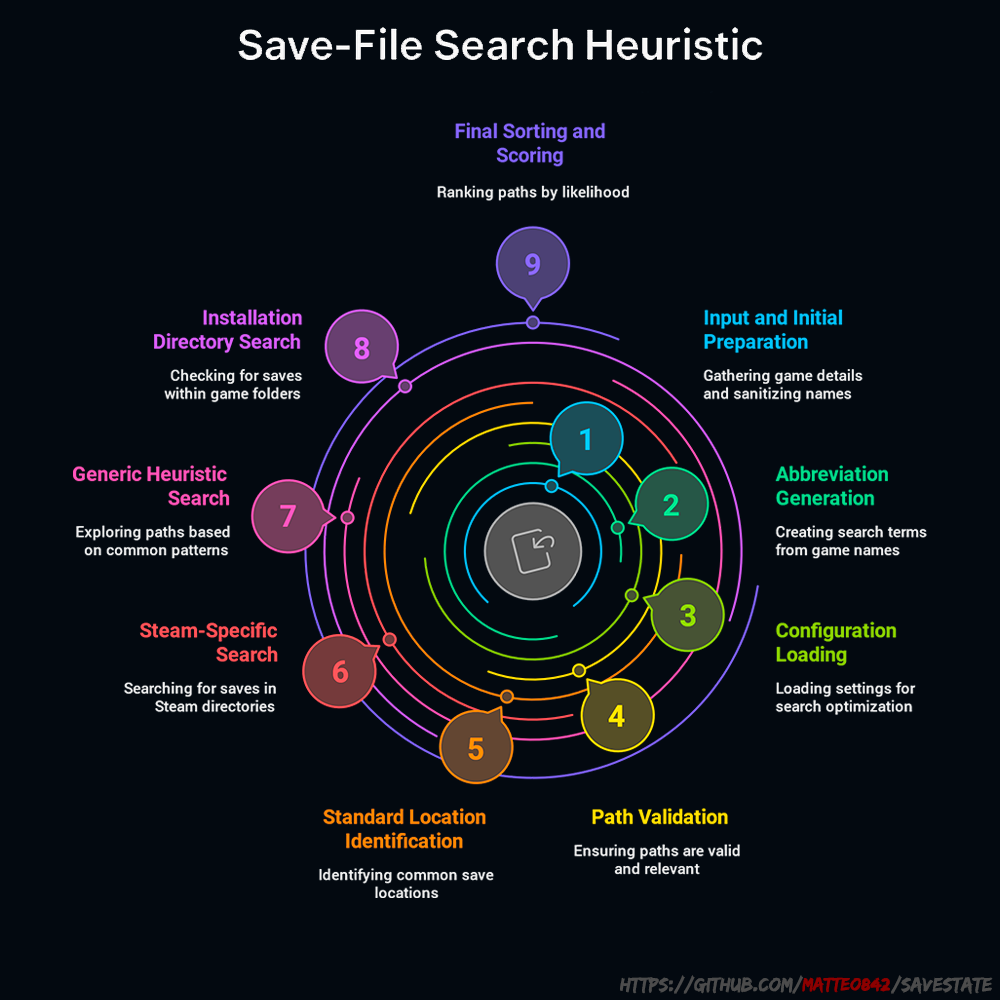 Save-File Search Heuristic
Final Sorting and
Scoring
Ranking paths by likelihood
9
Input and Initial
Preparation
Gathering game details
and sanitizing names
1
Abbreviation
Generation
Creating search terms
from game names
2
Configuration
Loading
Loading settings for
search optimization
3
Path Validation
Ensuring paths are valid
and relevant
4
Standard Location
Identification
Identifying common save
locations
5
Steam-Specific
Search
Searching for saves in
Steam directories
6
Generic Heuristic
Search
Exploring paths based
on common patterns
7
Installation
Directory Search
Checking for saves
within game folders
8
HTTPS://GITHUB.COM/MATTEO842/SAVESTATE